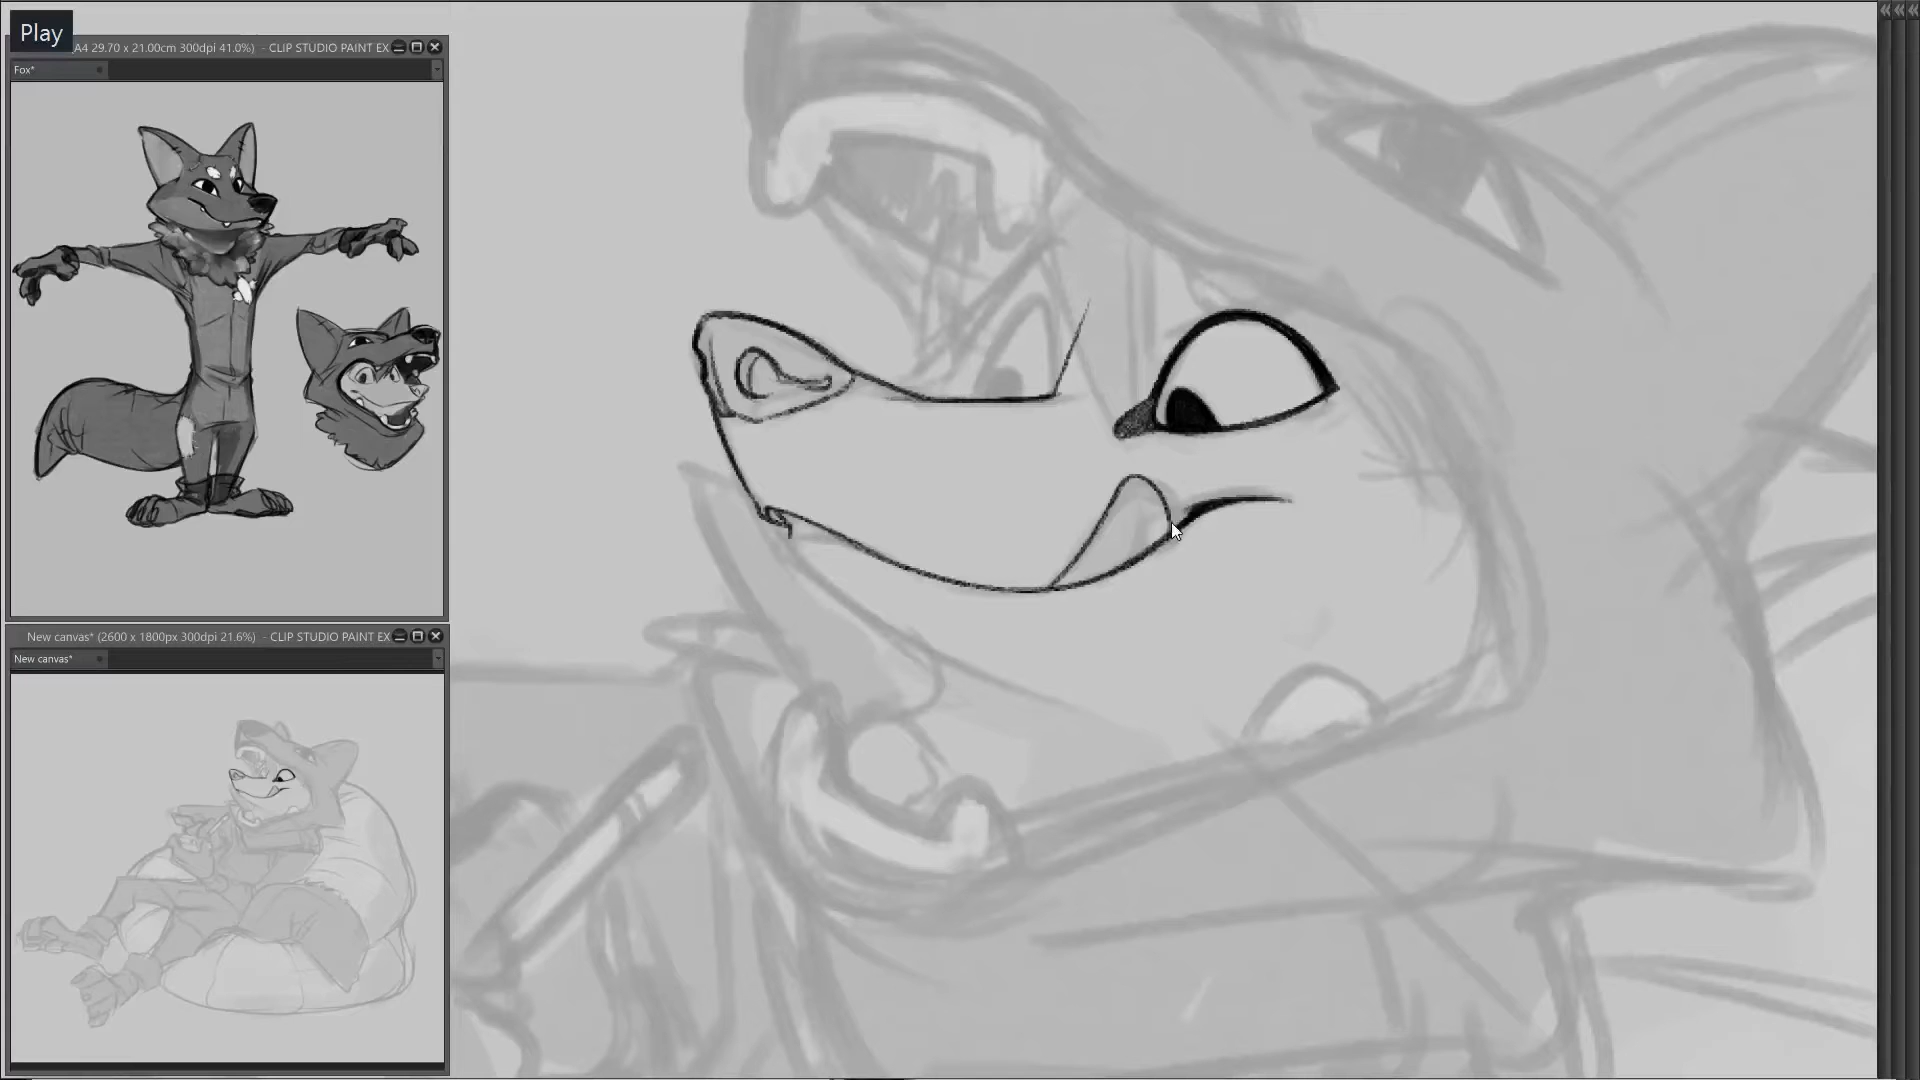 Play
A4 29.70 x 21.00cm 300dpi 41.0%) - CLIP STUDIO PAINT EX
Fox*
New canvas* (2600 x 1800px 300dpi 21.6%) - CLIP STUDIO PAINT EX
New canvas*